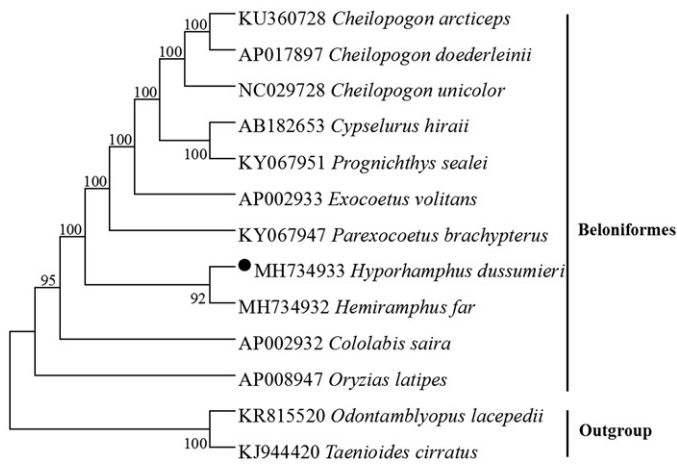 100
KU360728 Cheilopogon arcticeps
100
AP017897 Cheilopogon doederleinii
100
NC029728 Cheilopogon unicolor
100
AB182653 Cypselurus hiraii
100
KY067951 Prognichthys sealei
100
AP002933 Exocoetus volitans
100
KY067947 Parexocoetus brachypterus
Beloniformes
MH734933 Hyporhamphus dussumieri
92
MH734932 Hemiramphus far
95
AP002932 Cololabis saira
AP008947 Oryzias latipes
KR815520 Odontamblyopus lacepedii
Outgroup
100
KJ944420 Taenioides cirratus